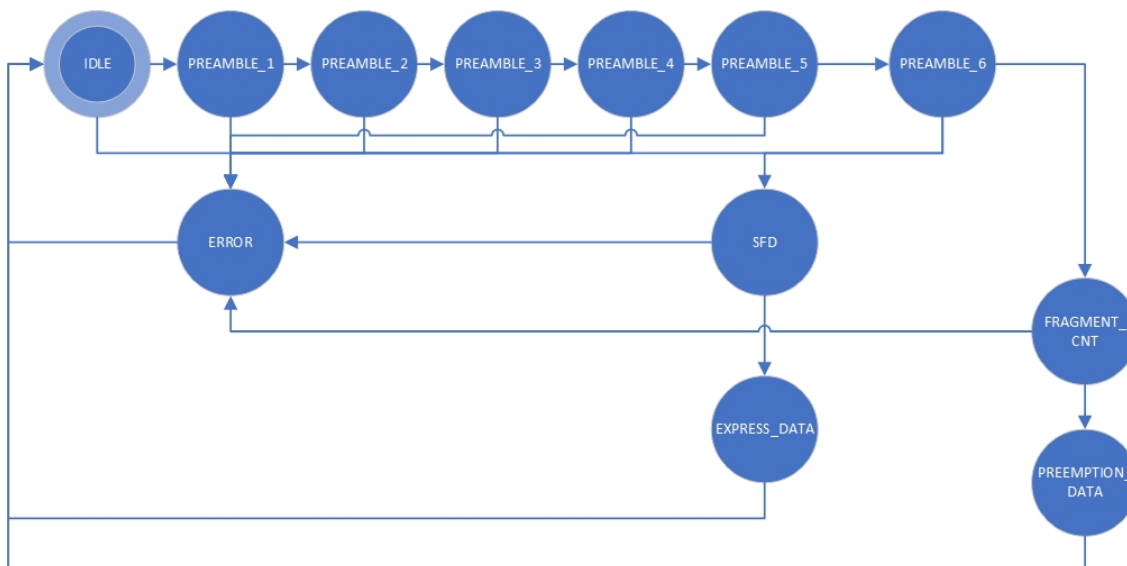 IDLE
PREAMBLE_1
PREAMBLE_2
PREAMBLE_3
PREAMBLE_4
PREAMBLE_5
PREAMBLE_6
ERROR
SFD
FRAGMENT_
CNT
EXPRESS_DATA
PREEMPTION_
DATA